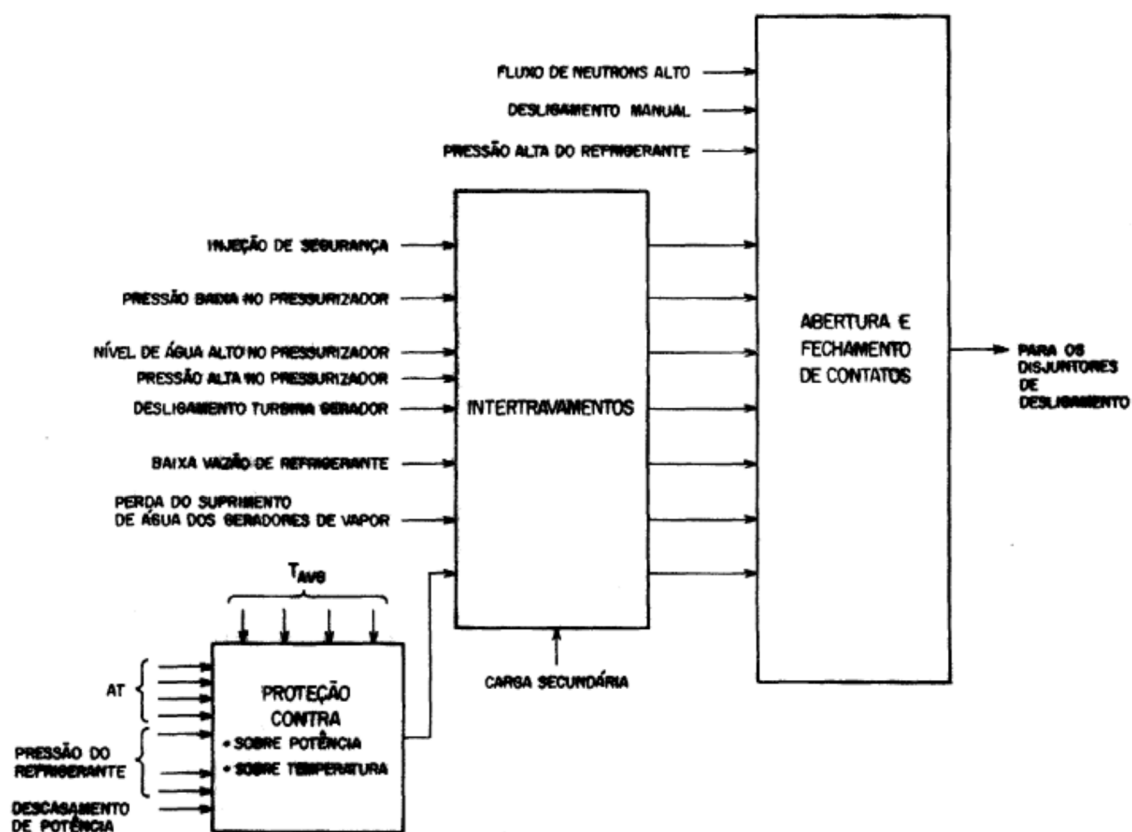 FLUXO DE NEUTRONS ALTO
DESLIGAMENTO MANUAL
PRESSÃO ALTA DO REFRIGERANTE
INJEÇÃO DE SEGURANÇA
PRESSÃO BAIXA NO PRESSURIZADOR
NÍVEL DE ÁGUA ALTO NO PRESSURIZADOR
PRESSÃO ALTA NO PRESSURIZADOR
DESLIGAMENTO TURBINA GERADOR
BAIXA VAZÃO DE REFRIGERANTE
PERDA DO SUPRIMENTO
DE ÁGUA DOS GERADORES DE VAPOR
INTERTRAVAMENTOS
ABERTURA E
FECHAMENTO
DE CONTATOS
PARA OS
DISJUNTORES
DE
DESLIGAMENTO
CARGA SECUNDÁRIA
TAVG
ΔT
PRESSÃO DO
REFRIGERANTE
DESCASAMENTO
DE POTÊNCIA
PROTEÇÃO
CONTRA
• SOBRE POTÊNCIA
• SOBRE TEMPERATURA